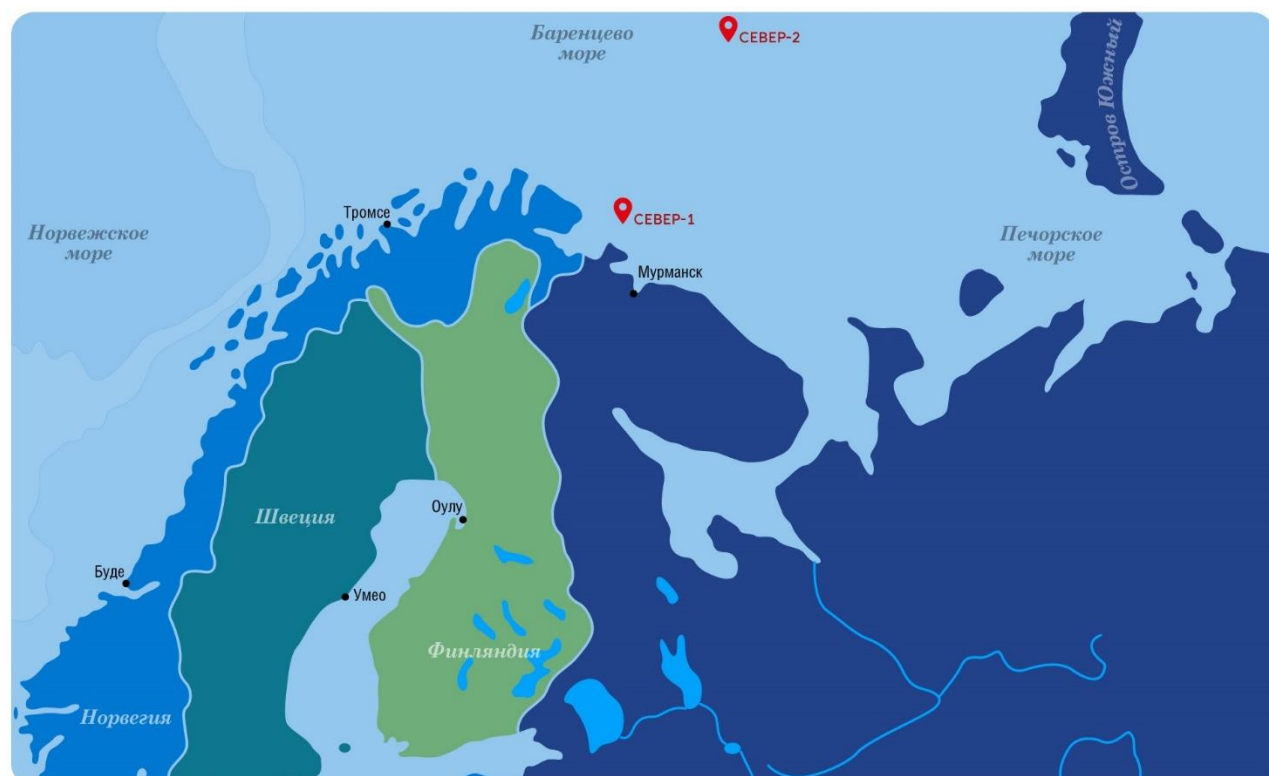 Баренцево
море
СЕВЕР-2
Остров Южный
Тромсе
СЕВЕР-1
Норвежское
море
Печорское
море
Мурманск
Швеция
Оулу
Буде
Умео
Финляндия
Норвегия